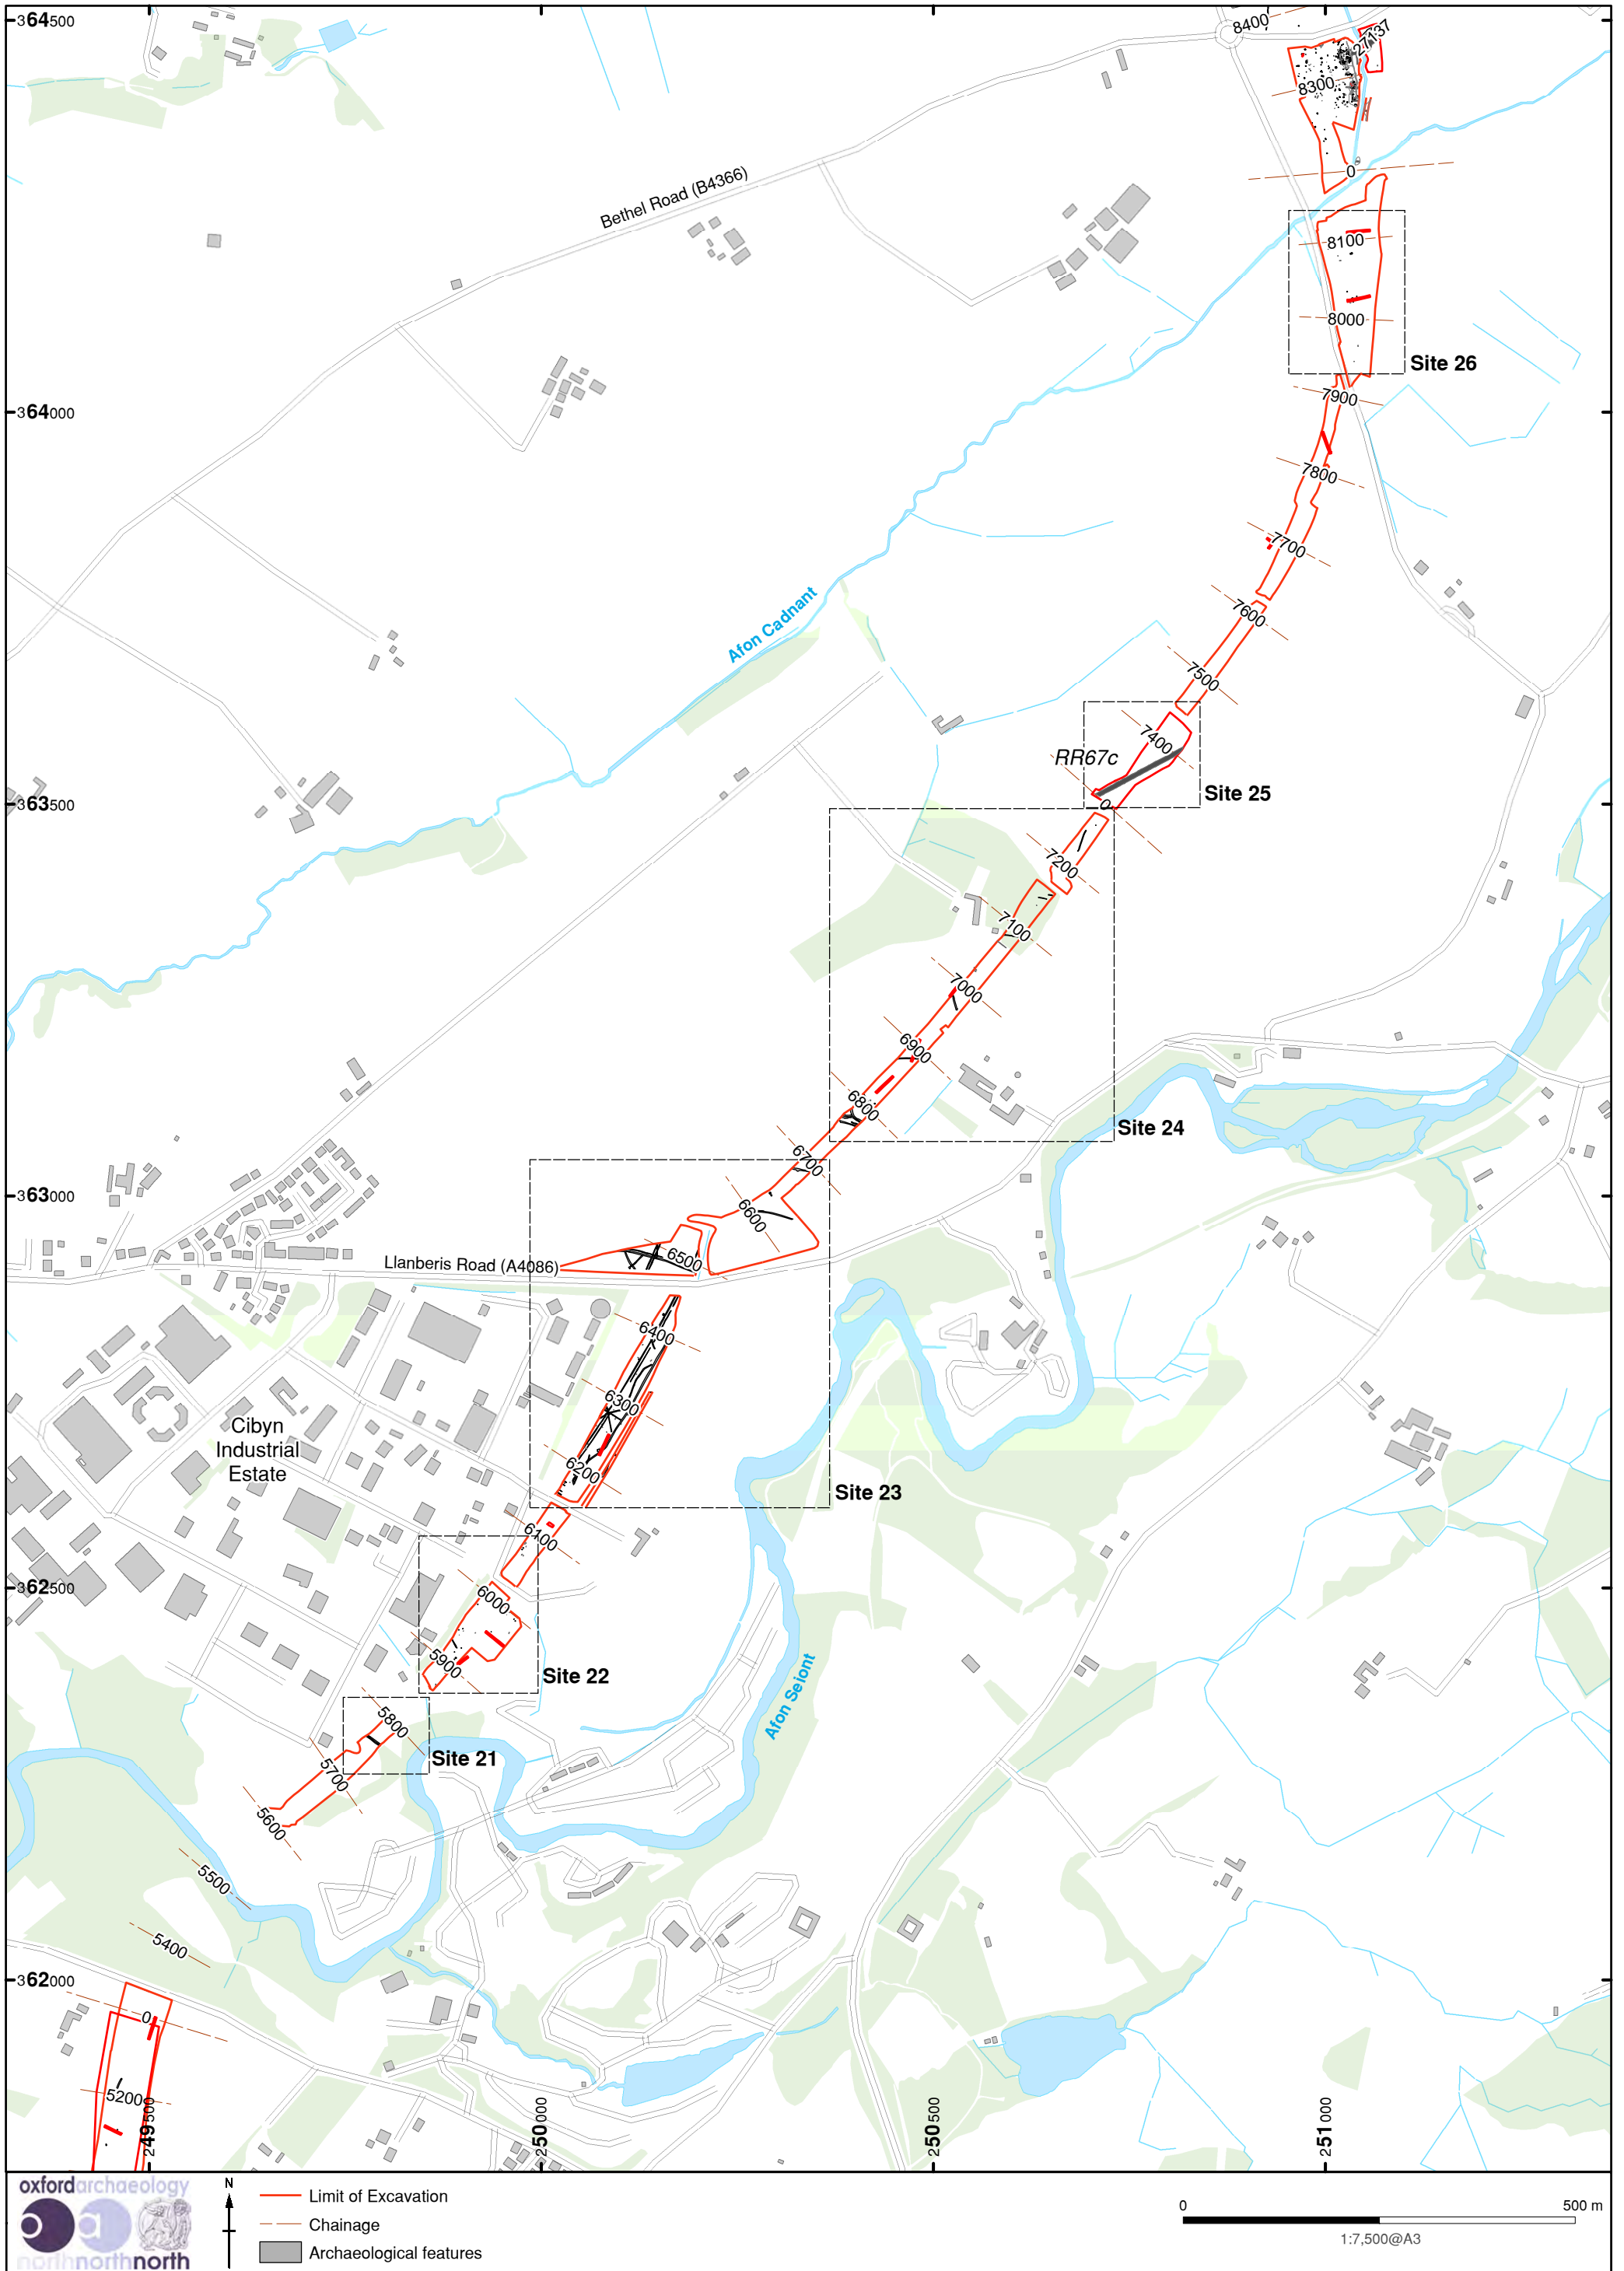 364500
8400
27137
8300
0
Bethel Road (B4366)
8100
8000
Site 26
364000
7900
7800
7700
7600
Afon Cadnant
7500
7400
RR67c
Site 25
363500
0
7200
7100
7000
6900
6800
Site 24
6700
363000
6600
Llanberis Road (A4086)
6500
6400
6300
Cibyn
Industrial
Estate
6200
Site 23
6100
362500
6000
5900
Site 22
Afon Seiont
5800
Site 21
5700
5600
5500
5400
362000
0
5200
249500
250000
250500
251000
oxfordarchaeology
o a
northnorthnorth
N
Limit of Excavation
Chainage
Archaeological features
0 500 m
1:7,500@A3